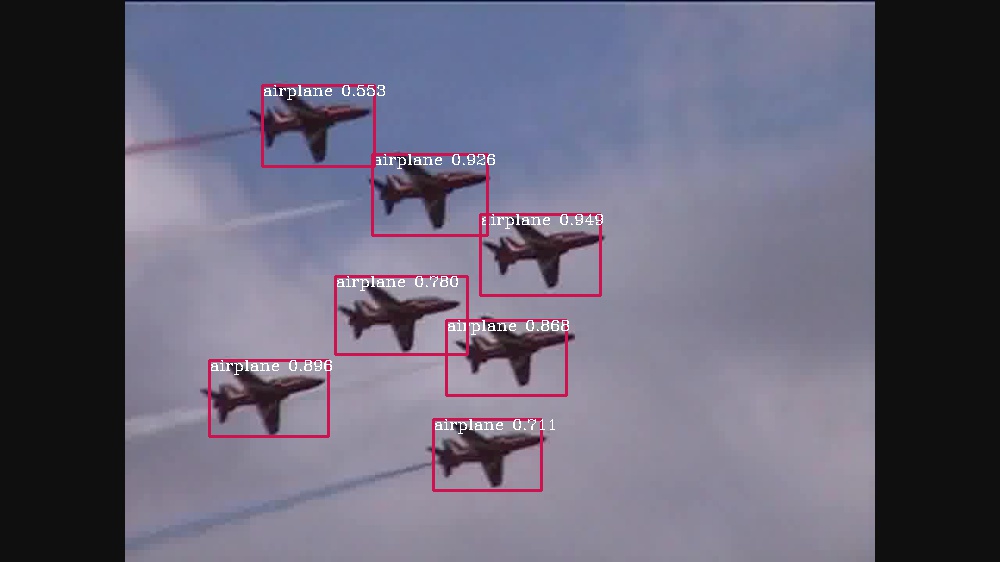 airplane 0.553
airplane 0.926
airplane 0.949
airplane 0.780
airplane 0.868
airplane 0.896
airplane 0.711